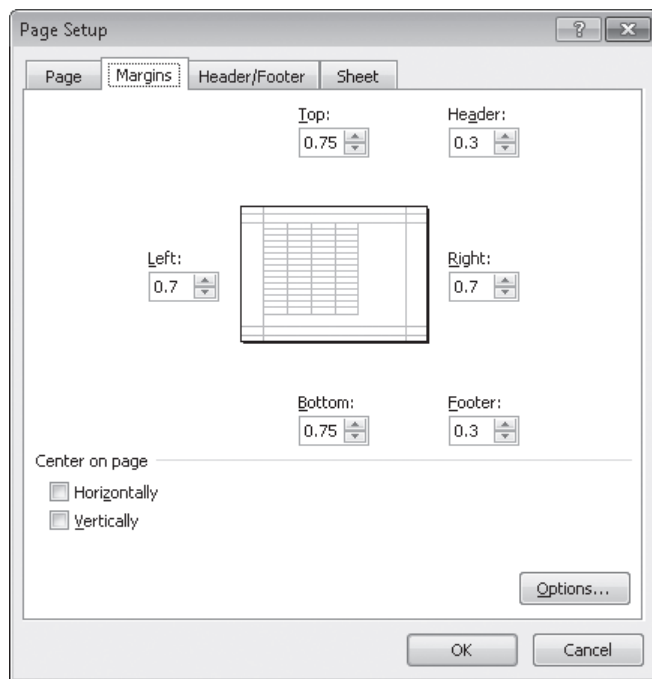 Page Setup
Page Margins Header/Footer Sheet
Top: Header:
0.75 0.3
Left: Right:
0.7 0.7
Bottom: Footer:
0.75 0.3
Center on page
Horizontally
Vertically
Options...
OK Cancel